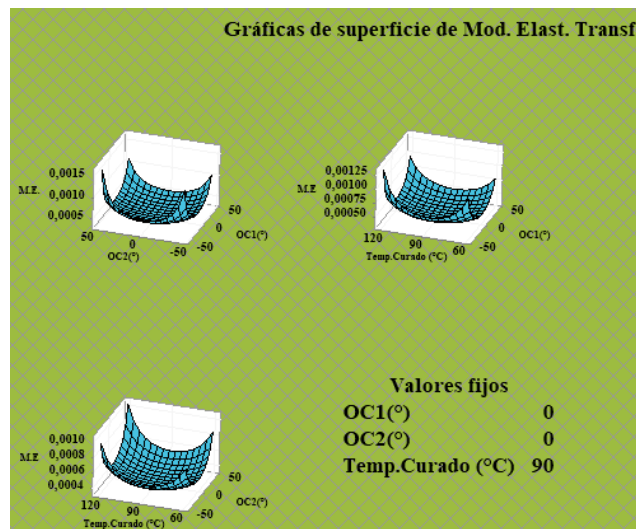 Gráficas de superficie de Mod. Elast. Transf
0,0015
M.E.
0,0010
0,0005
50
0
-50
OC2(°)
50
0
-50
OC1(°)
0,00125
0,00100
M.E
0,00075
0,00050
120
90
60
Temp.Curado (°C)
50
0
-50
OC1(°)
0,0010
0,0008
M.E
0,0006
0,0004
120
90
60
Temp.Curado (°C)
50
0
-50
OC2(°)
Valores fijos
OC1(°) 0
OC2(°) 0
Temp.Curado (°C) 90